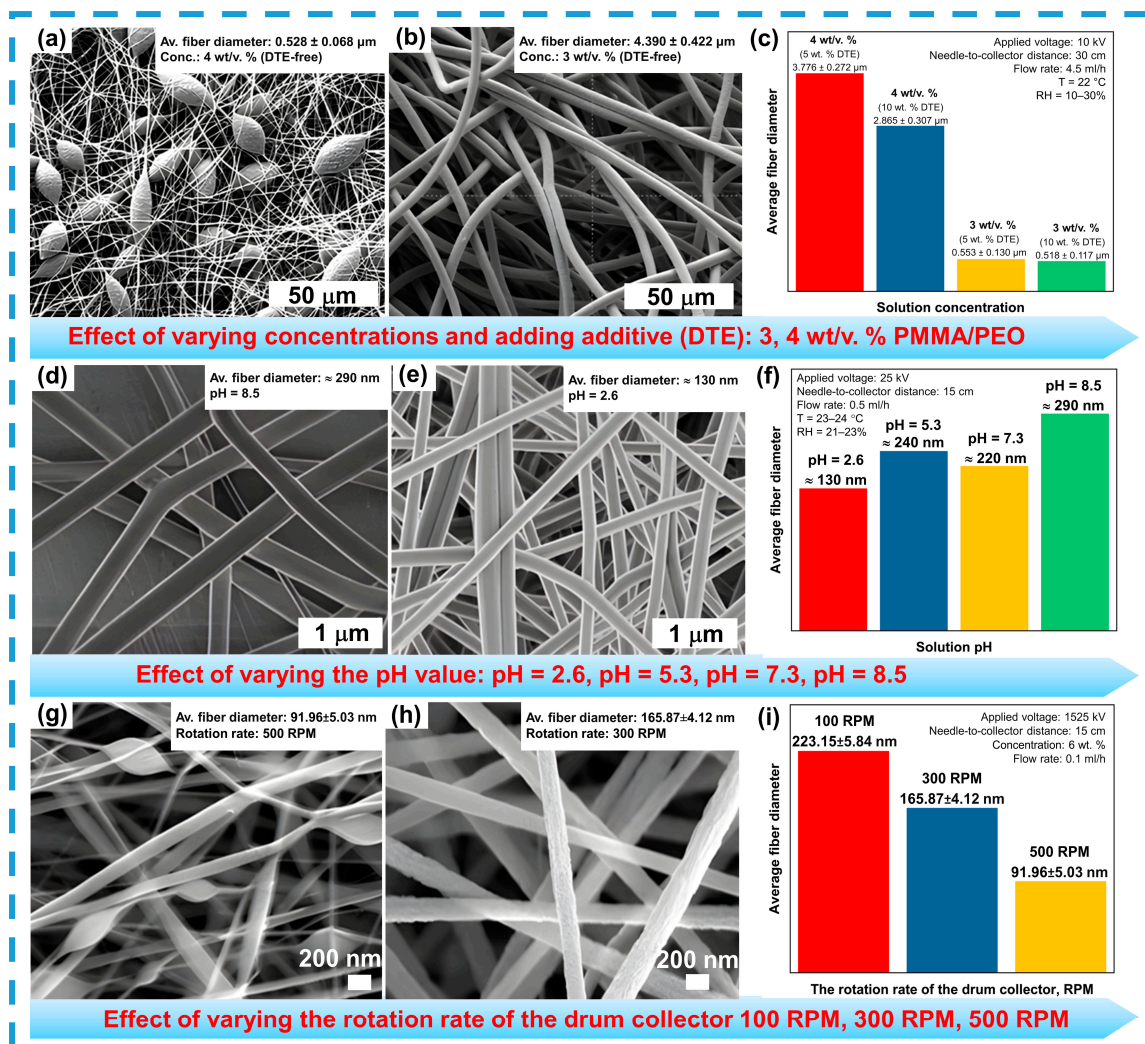 (a)
Av. fiber diameter: 0.528 ± 0.068 μm
Conc.: 4 wt/v. % (DTE-free)
50 μm
(b)
Av. fiber diameter: 4.390 ± 0.422 μm
Conc.: 3 wt/v. % (DTE-free)
50 μm
(c)
Applied voltage: 10 kV
Needle-to-collector distance: 30 cm
Flow rate: 4.5 ml/h
T = 22 °C
RH = 10–30%
4 wt/v. %
(5 wt. % DTE)
3.776 ± 0.272 μm
4 wt/v. %
(10 wt. % DTE)
2.865 ± 0.307 μm
3 wt/v. %
(5 wt. % DTE)
0.553 ± 0.130 μm
3 wt/v. %
(10 wt. % DTE)
0.518 ± 0.117 μm
Average fiber diameter
Solution concentration
Effect of varying concentrations and adding additive (DTE): 3, 4 wt/v. % PMMA/PEO
(d)
Av. fiber diameter: ≈ 290 nm
pH = 8.5
1 μm
(e)
Av. fiber diameter: ≈ 130 nm
pH = 2.6
1 μm
(f)
Applied voltage: 25 kV
Needle-to-collector distance: 15 cm
Flow rate: 0.5 ml/h
T = 23–24 °C
RH = 21–23%
pH = 2.6
≈ 130 nm
pH = 5.3
≈ 240 nm
pH = 7.3
≈ 220 nm
pH = 8.5
≈ 290 nm
Average fiber diameter
Solution pH
Effect of varying the pH value: pH = 2.6, pH = 5.3, pH = 7.3, pH = 8.5
(g)
Av. fiber diameter: 91.96±5.03 nm
Rotation rate: 500 RPM
200 nm
(h)
Av. fiber diameter: 165.87±4.12 nm
Rotation rate: 300 RPM
200 nm
(i)
Applied voltage: 1525 kV
Needle-to-collector distance: 15 cm
Concentration: 6 wt. %
Flow rate: 0.1 ml/h
100 RPM
223.15±5.84 nm
300 RPM
165.87±4.12 nm
500 RPM
91.96±5.03 nm
Average fiber diameter
The rotation rate of the drum collector, RPM
Effect of varying the rotation rate of the drum collector 100 RPM, 300 RPM, 500 RPM